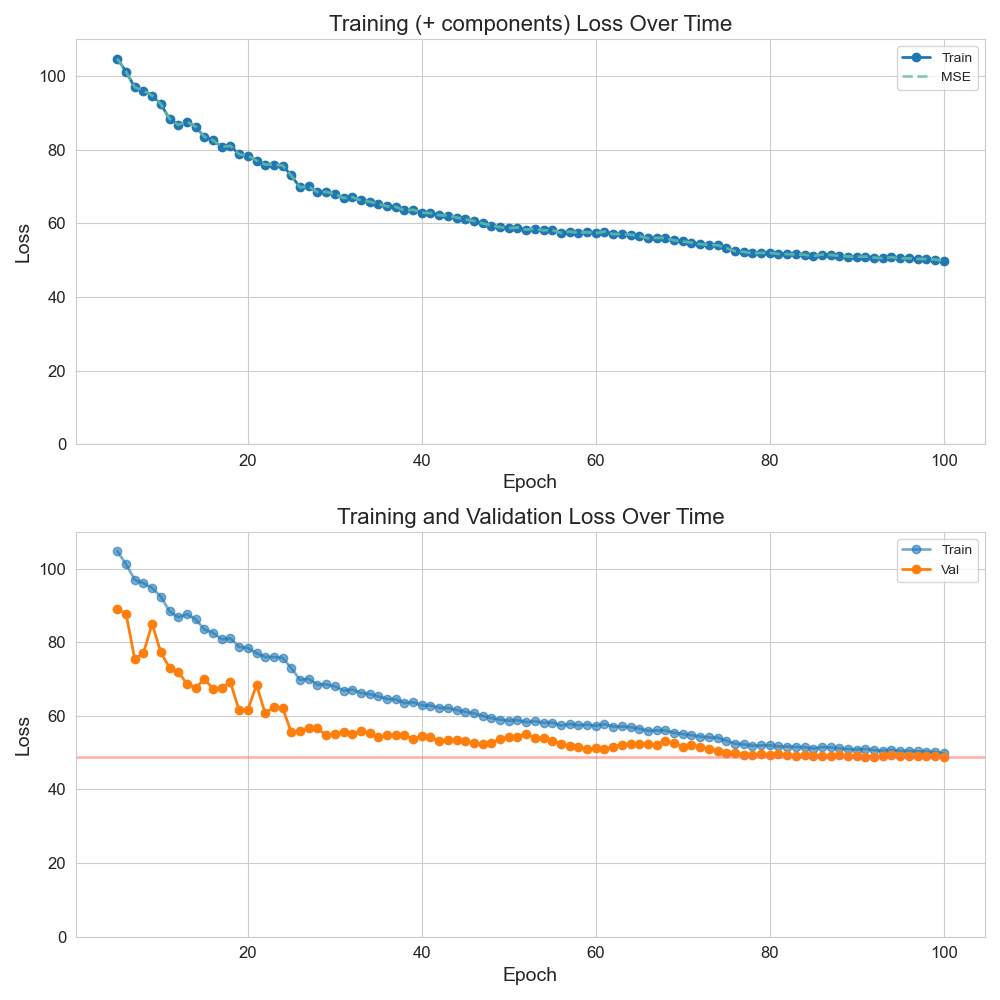 Training (+ components) Loss Over Time
Train
MSE
100
80
60
40
20
0
Loss
20 40 60 80 100
Epoch
Training and Validation Loss Over Time
Train
Val
100
80
60
40
20
0
Loss
20 40 60 80 100
Epoch